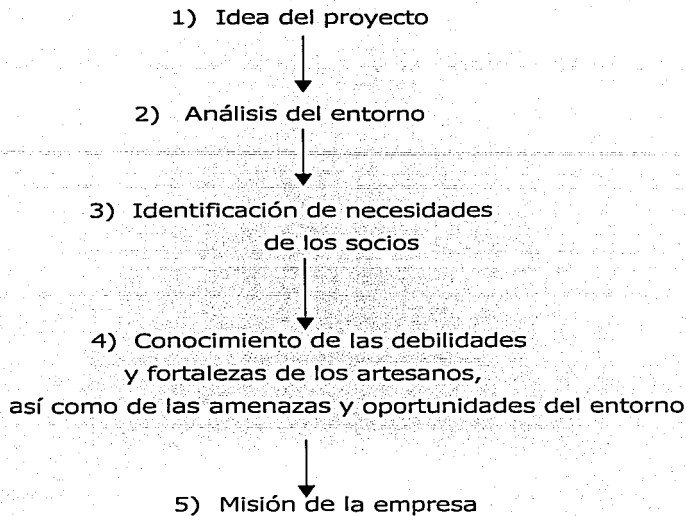 1) Idea del proyecto
2) Análisis del entorno
3) Identificación de necesidades
de los socios
4) Conocimiento de las debilidades
y fortalezas de los artesanos,
así como de las amenazas y oportunidades del entorno
5) Misión de la empresa